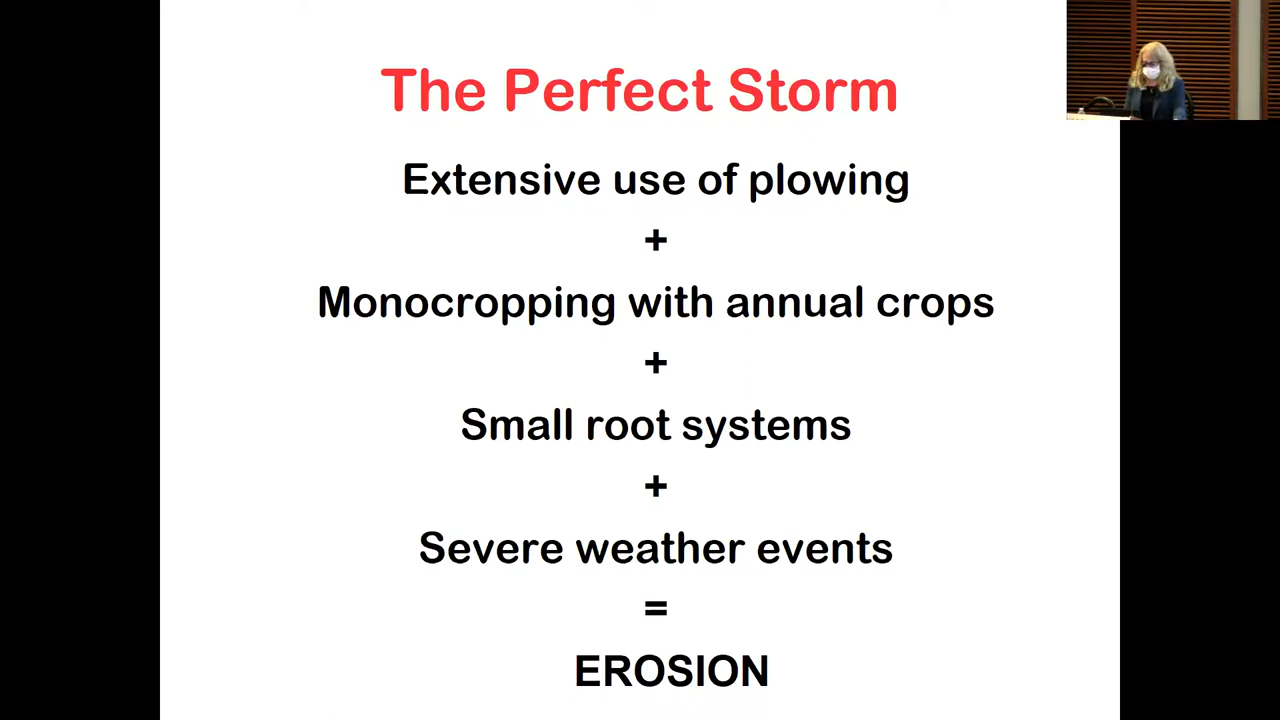 The Perfect Storm
Extensive use of plowing
+
Monocropping with annual crops
+
Small root systems
+
Severe weather events
=
EROSION